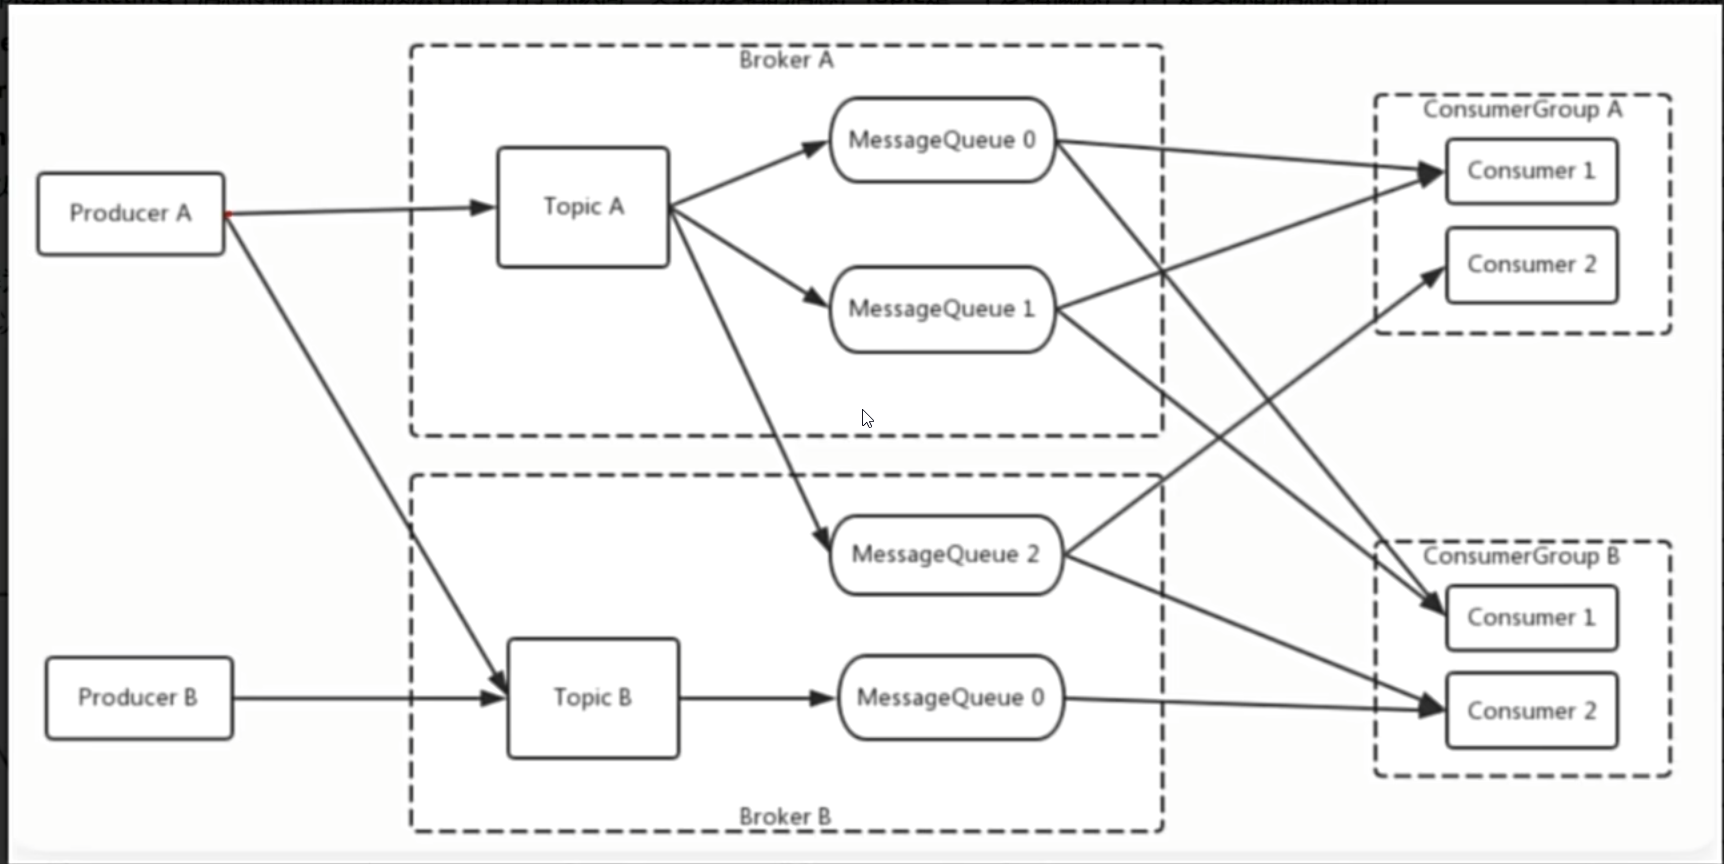 Broker A
ConsumerGroup A
MessageQueue 0
Consumer 1
Producer A
Topic A
Consumer 2
MessageQueue 1
MessageQueue 2
ConsumerGroup B
Consumer 1
Producer B
Topic B
MessageQueue 0
Consumer 2
Broker B